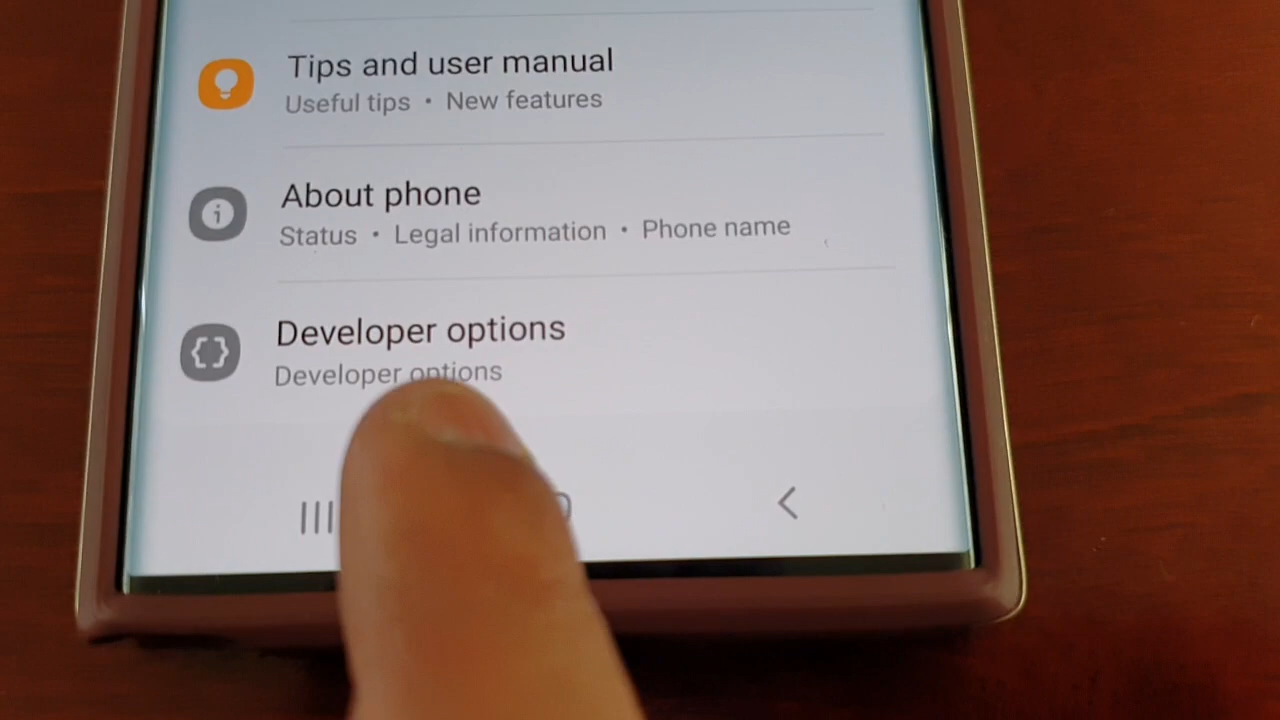 Tips and user manual
Useful tips • New features
About phone
Status • Legal information • Phone name
Developer options
Developer options